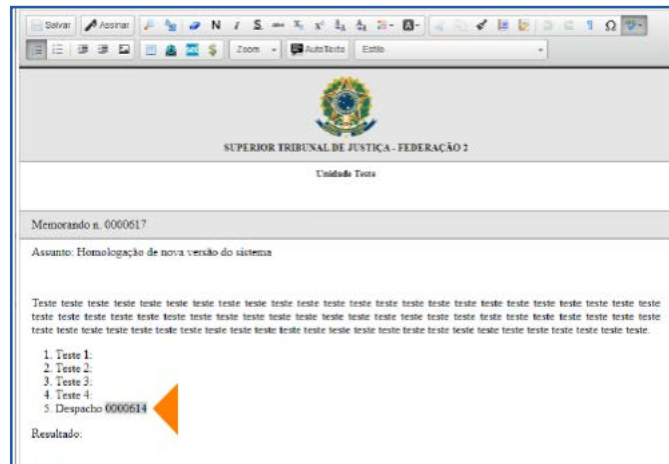 Salvar Assinar N I S abc X₂ X²
Zoom AutoTexto Estilo
SUPERIOR TRIBUNAL DE JUSTIÇA - FEDERAÇÃO 2
Unidade Teste
Memorando n. 0000617
Assunto: Homologação de nova versão do sistema
Teste teste teste teste teste teste teste teste teste teste teste teste teste teste teste teste teste teste teste teste teste teste teste teste
teste teste teste teste teste teste teste teste teste teste teste teste teste teste teste teste teste teste teste teste teste teste teste teste
teste teste teste teste teste teste teste teste teste teste teste teste teste teste teste teste teste teste teste teste teste teste teste teste.
1. Teste 1:
2. Teste 2:
3. Teste 3:
4. Teste 4:
5. Despacho 0000614
Resultado: